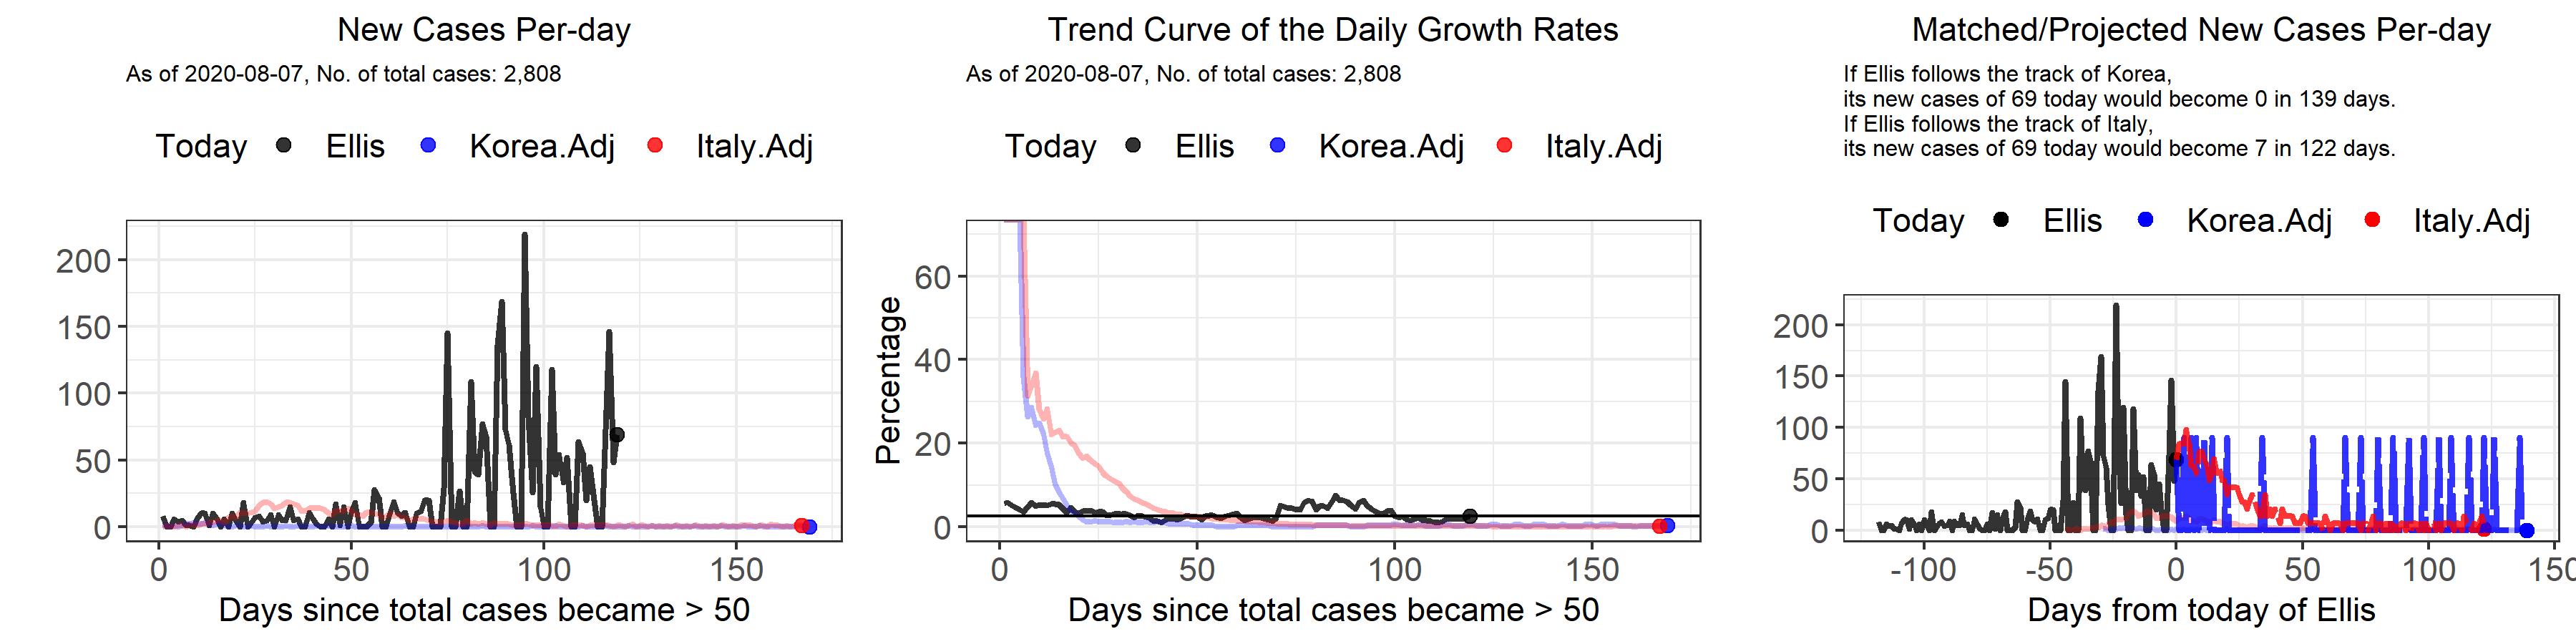 New Cases Per-day
As of 2020-08-07, No. of total cases: 2,808
Today Ellis Korea.Adj Italy.Adj
200
150
100
50
0
0 50 100 150
Days since total cases became > 50
Trend Curve of the Daily Growth Rates
As of 2020-08-07, No. of total cases: 2,808
Today Ellis Korea.Adj Italy.Adj
Percentage
60
40
20
0
0 50 100 150
Days since total cases became > 50
Matched/Projected New Cases Per-day
If Ellis follows the track of Korea,
its new cases of 69 today would become 0 in 139 days.
If Ellis follows the track of Italy,
its new cases of 69 today would become 7 in 122 days.
Today Ellis Korea.Adj Italy.Adj
200
150
100
50
0
-100 -50 0 50 100 150
Days from today of Ellis